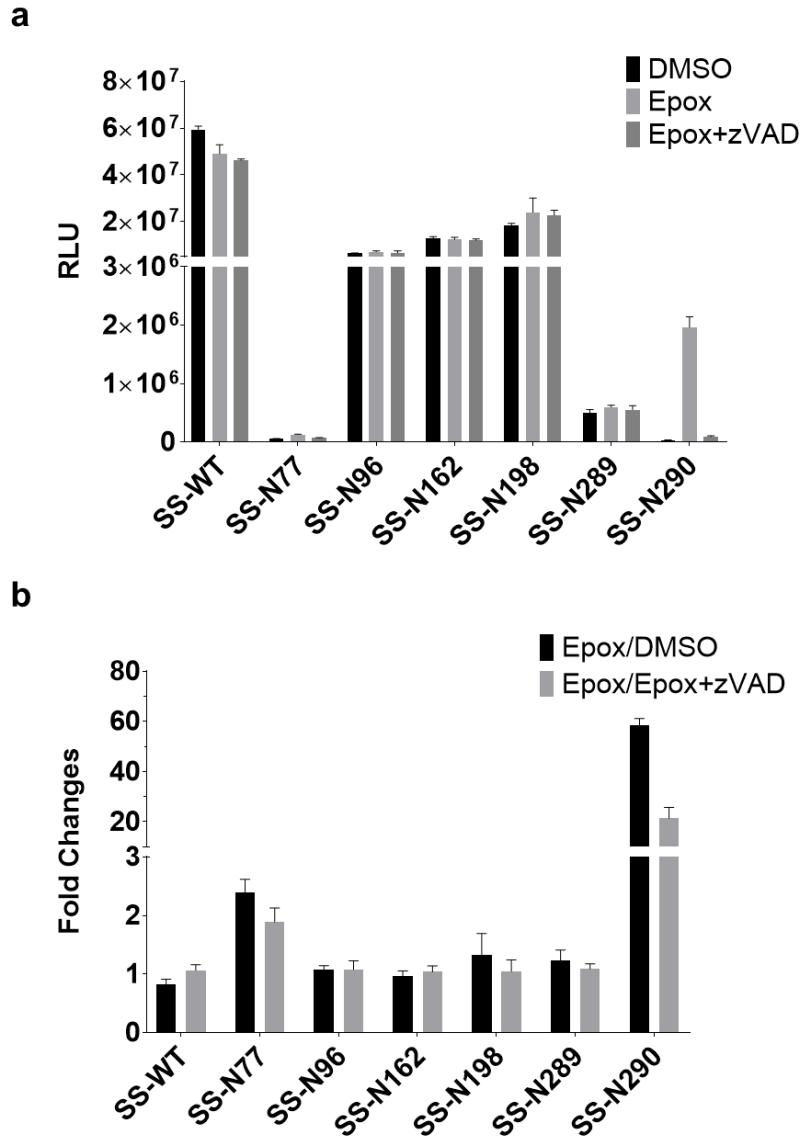 a
DMSO
Epox
Epox+zVAD
RLU
8×10⁷
6×10⁷
4×10⁷
2×10⁷
3×10⁶
2×10⁶
1×10⁶
0
SS-WT
SS-N77
SS-N96
SS-N162
SS-N198
SS-N289
SS-N290
b
Epox/DMSO
Epox/Epox+zVAD
Fold Changes
80
60
40
20
3
2
1
0
SS-WT
SS-N77
SS-N96
SS-N162
SS-N198
SS-N289
SS-N290